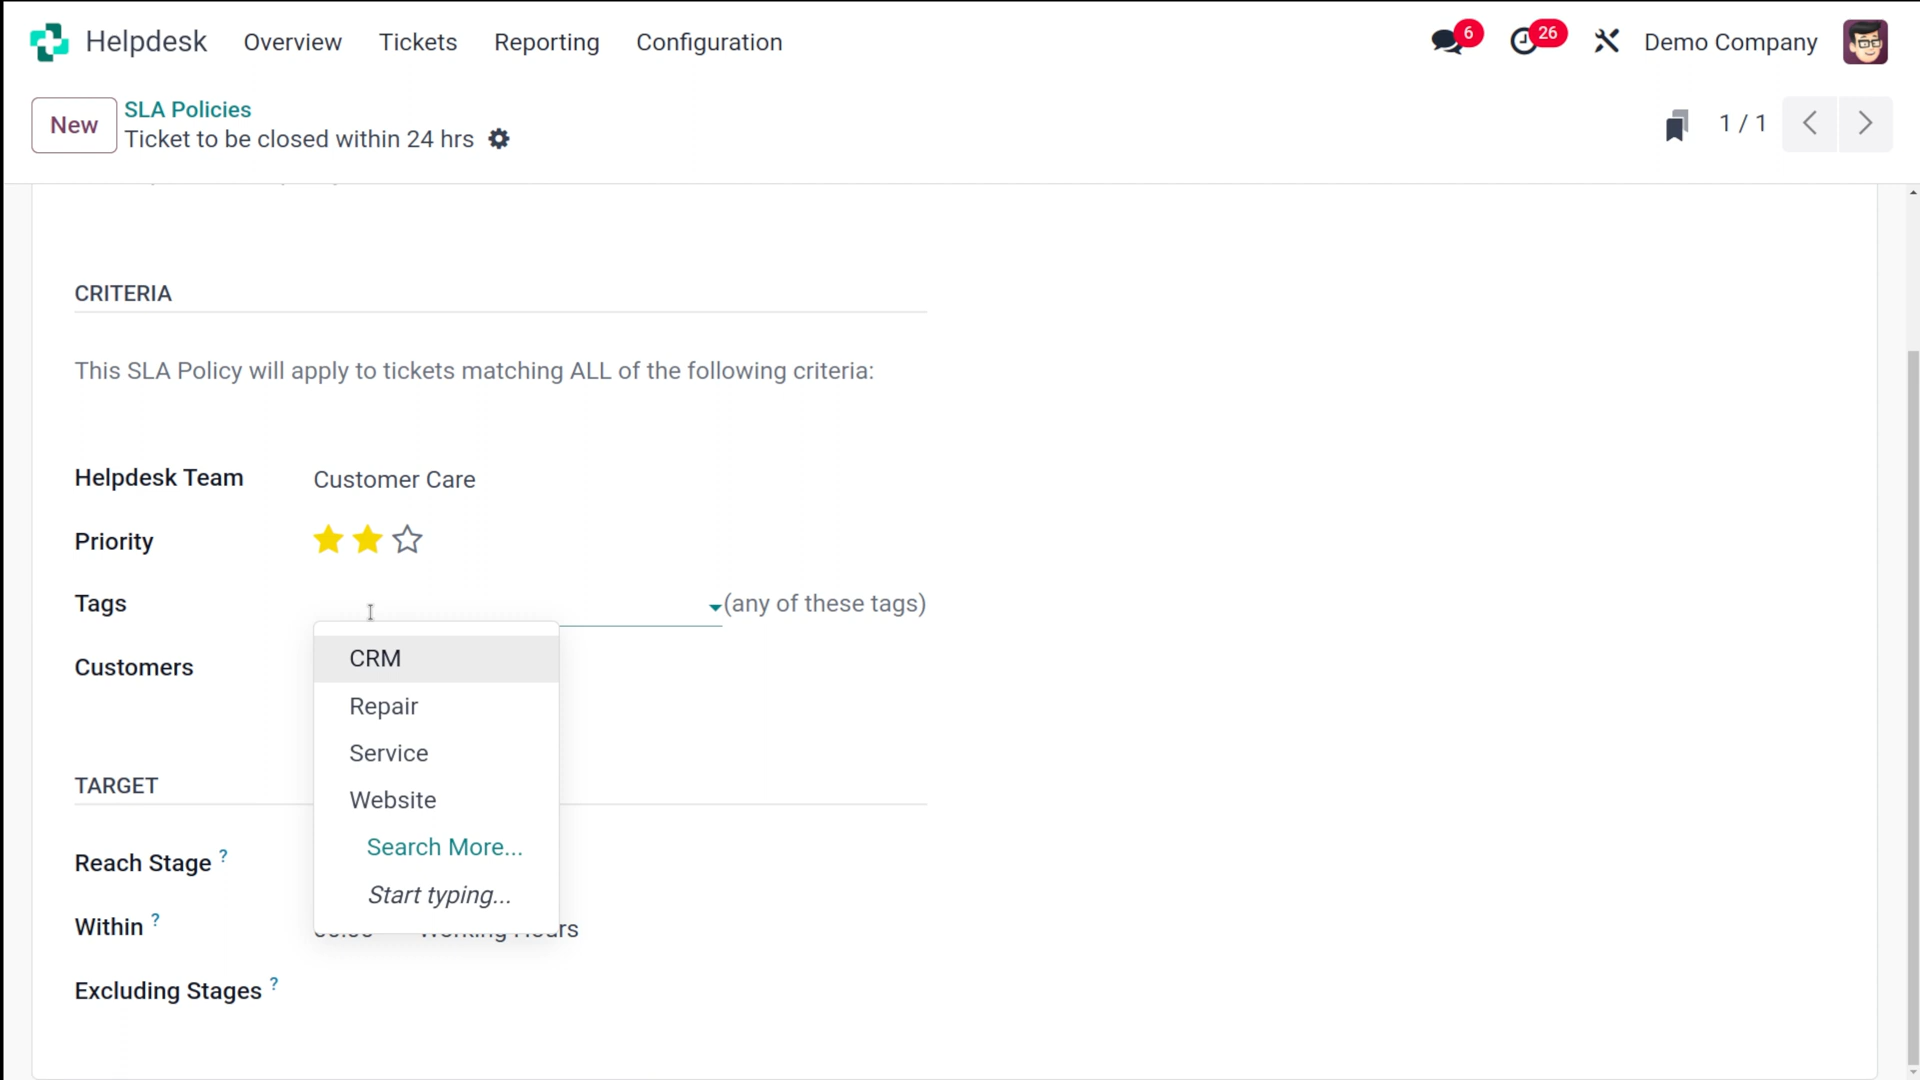 Helpdesk Overview Tickets Reporting Configuration 6 26 Demo Company
New
SLA Policies
Ticket to be closed within 24 hrs
1 / 1
CRITERIA
This SLA Policy will apply to tickets matching ALL of the following criteria:
Helpdesk Team Customer Care
Priority
Tags (any of these tags)
CRM
Customers
Repair
Service
TARGET
Website
Search More...
Reach Stage ?
Start typing...
Within ? Working Hours
Excluding Stages ?